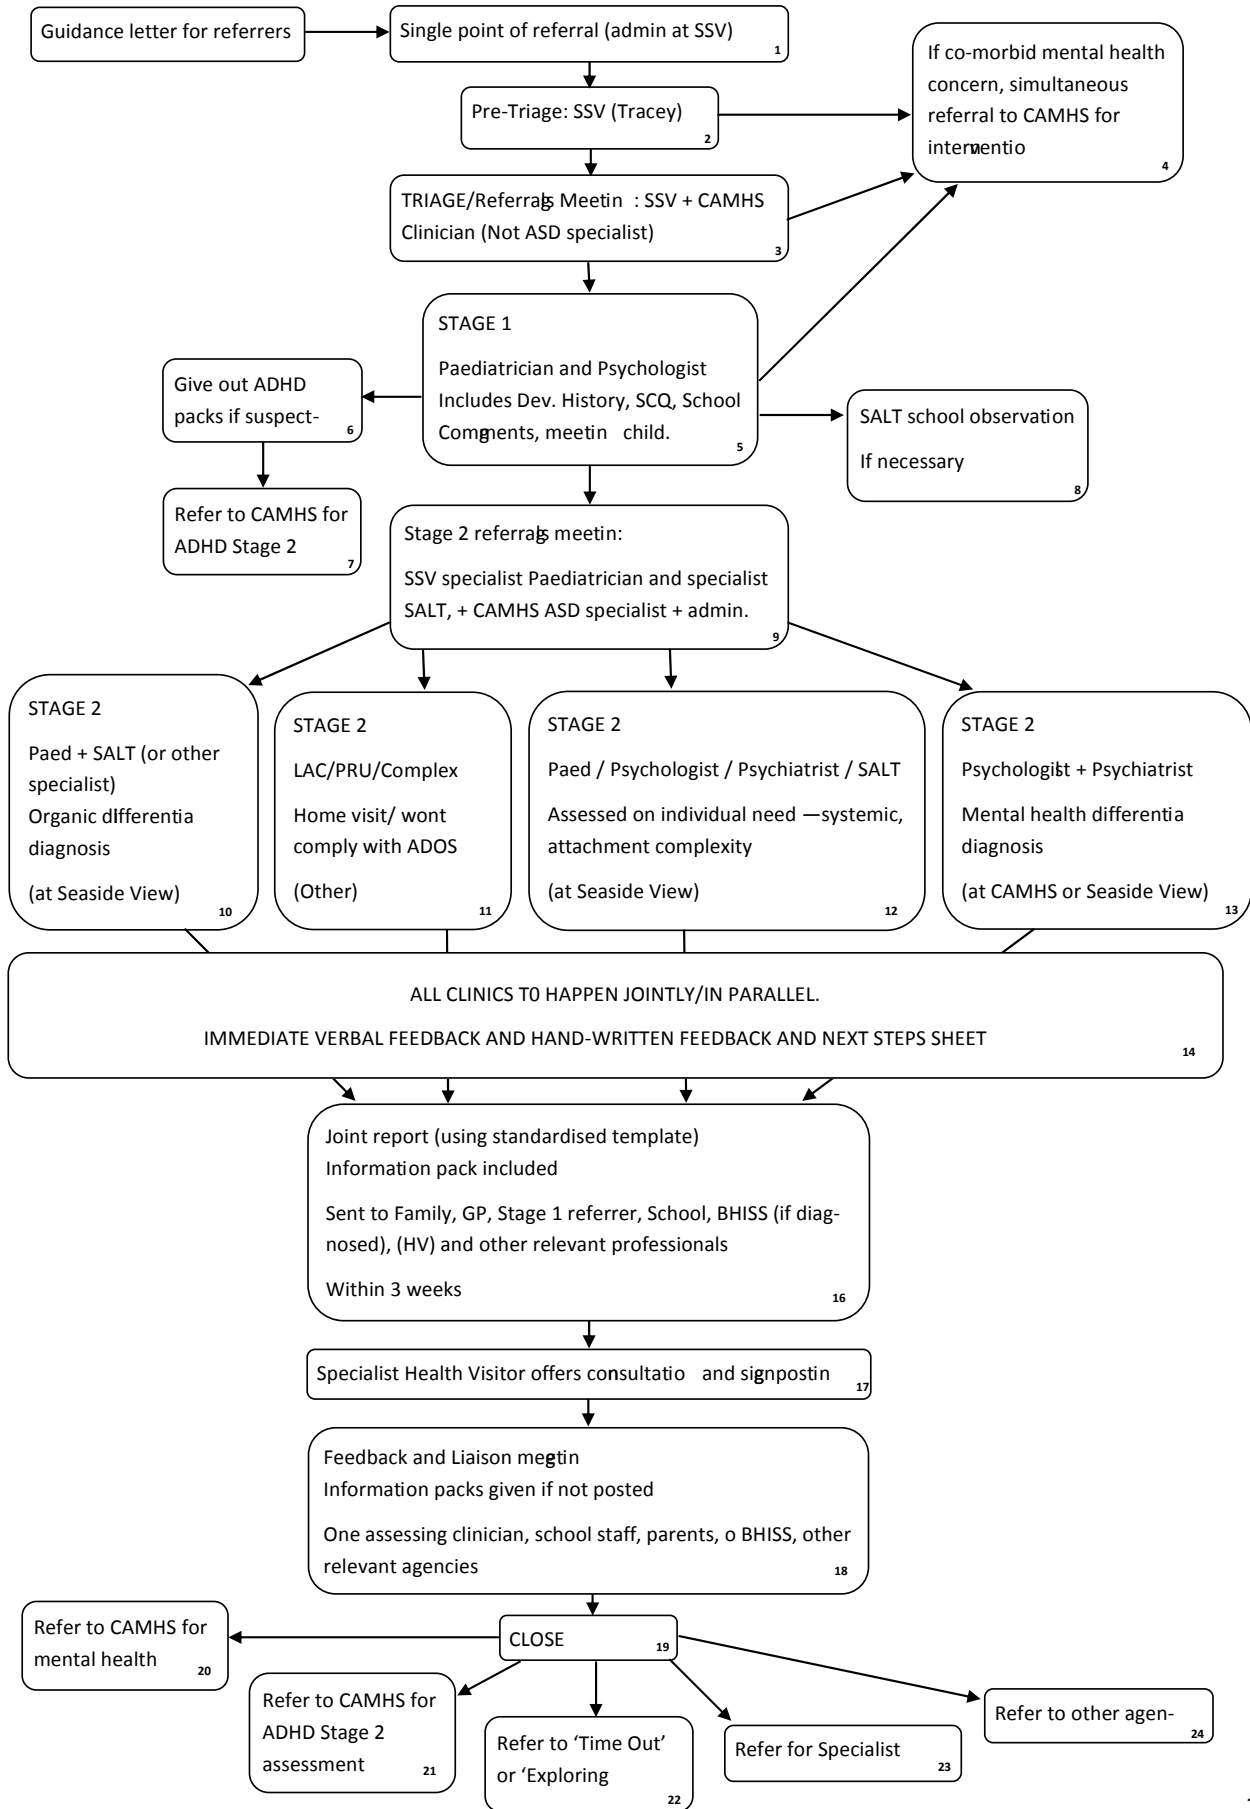 Guidance letter for referrers
Single point of referral (admin at SSV)
1
If co-morbid mental health
concern, simultaneous
referral to CAMHS for
interventio
4
Pre-Triage: SSV (Tracey)
2
TRIAGE/Referrals Meetin : SSV + CAMHS
Clinician (Not ASD specialist)
3
STAGE 1
Paediatrician and Psychologist
Includes Dev. History, SCQ, School
Comments, meetin child.
5
Give out ADHD
packs if suspect-
6
SALT school observation
If necessary
8
Refer to CAMHS for
ADHD Stage 2
7
Stage 2 referrals meetin:
SSV specialist Paediatrician and specialist
SALT, + CAMHS ASD specialist + admin.
9
STAGE 2
Paed + SALT (or other
specialist)
Organic differentia
diagnosis
(at Seaside View)
10
STAGE 2
LAC/PRU/Complex
Home visit/ wont
comply with ADOS
(Other)
11
STAGE 2
Paed / Psychologist / Psychiatrist / SALT
Assessed on individual need —systemic,
attachment complexity
(at Seaside View)
12
STAGE 2
Psychologist + Psychiatrist
Mental health differentia
diagnosis
(at CAMHS or Seaside View)
13
ALL CLINICS T0 HAPPEN JOINTLY/IN PARALLEL.
IMMEDIATE VERBAL FEEDBACK AND HAND-WRITTEN FEEDBACK AND NEXT STEPS SHEET
14
Joint report (using standardised template)
Information pack included
Sent to Family, GP, Stage 1 referrer, School, BHISS (if diag-
nosed), (HV) and other relevant professionals
Within 3 weeks
16
Specialist Health Visitor offers consultatio and signpostin
17
Feedback and Liaison meetin
Information packs given if not posted
One assessing clinician, school staff, parents, o BHISS, other
relevant agencies
18
CLOSE
19
Refer to CAMHS for
mental health
20
Refer to CAMHS for
ADHD Stage 2
assessment
21
Refer to ‘Time Out’
or ‘Exploring
22
Refer for Specialist
23
Refer to other agen-
24